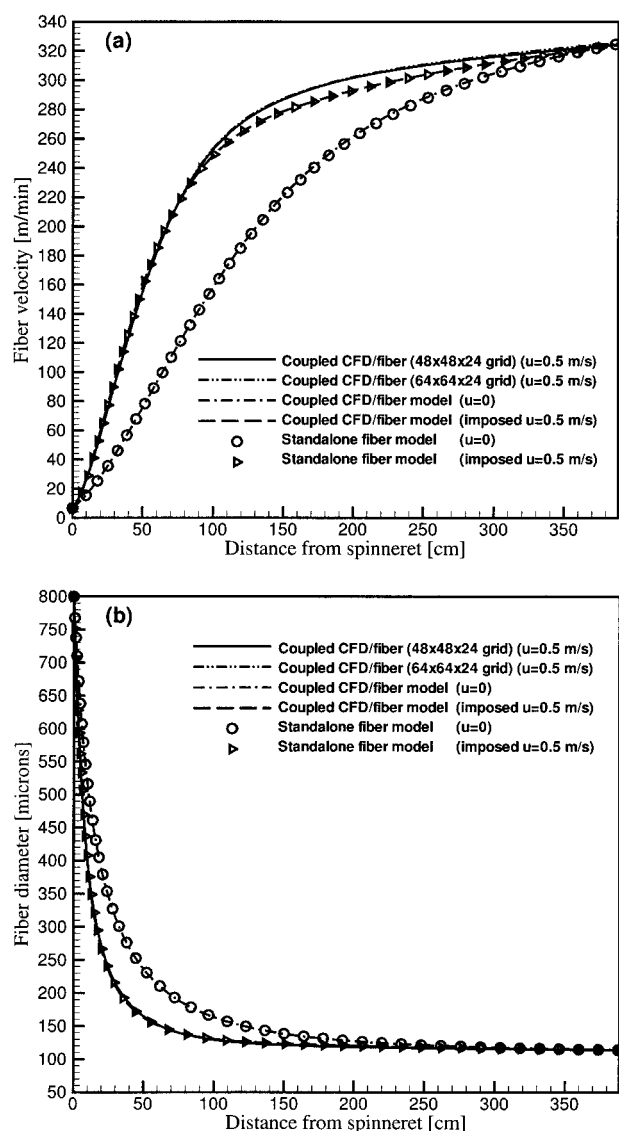 (a)
Fiber velocity [m/min]
340
320
300
280
260
240
220
200
180
160
140
120
100
80
60
40
20
0
Coupled CFD/fiber (48x48x24 grid) (u=0.5 m/s)
Coupled CFD/fiber (64x64x24 grid) (u=0.5 m/s)
Coupled CFD/fiber model (u=0)
Coupled CFD/fiber model (imposed u=0.5 m/s)
Standalone fiber model (u=0)
Standalone fiber model (imposed u=0.5 m/s)
0 50 100 150 200 250 300 350
Distance from spinneret [cm]
(b)
Fiber diameter [microns]
800
750
700
650
600
550
500
450
400
350
300
250
200
150
100
50
Coupled CFD/fiber (48x48x24 grid) (u=0.5 m/s)
Coupled CFD/fiber (64x64x24 grid) (u=0.5 m/s)
Coupled CFD/fiber model (u=0)
Coupled CFD/fiber model (imposed u=0.5 m/s)
Standalone fiber model (u=0)
Standalone fiber model (imposed u=0.5 m/s)
0 50 100 150 200 250 300 350
Distance from spinneret [cm]